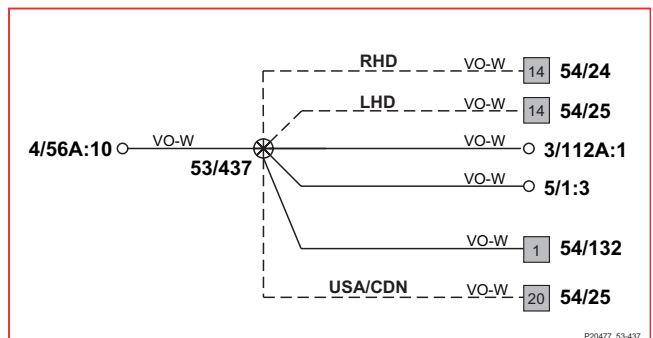 RHD VO-W 14 54/24
LHD VO-W 14 54/25
4/56A:10 VO-W 53/437 VO-W 3/112A:1
VO-W 5/1:3
VO-W 1 54/132
USA/CDN VO-W 20 54/25
P20477_53-437